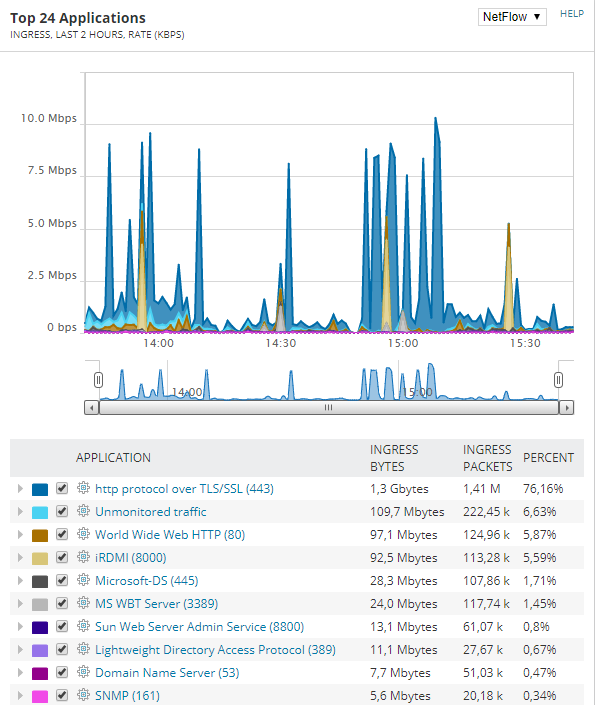 Top 24 Applications
NetFlow ▼
HELP
INGRESS, LAST 2 HOURS, RATE (KBPS)
10.0 Mbps
7.5 Mbps
5.0 Mbps
2.5 Mbps
0 bps
14:00 14:30 15:00 15:30
14:00 15:00
APPLICATION INGRESS BYTES INGRESS PACKETS PERCENT
http protocol over TLS/SSL (443) 1,3 Gbytes 1,41 M 76,16%
Unmonitored traffic 109,7 Mbytes 222,45 k 6,63%
World Wide Web HTTP (80) 97,1 Mbytes 124,96 k 5,87%
iRDMI (8000) 92,5 Mbytes 113,28 k 5,59%
Microsoft-DS (445) 28,3 Mbytes 107,86 k 1,71%
MS WBT Server (3389) 24,0 Mbytes 117,74 k 1,45%
Sun Web Server Admin Service (8800) 13,1 Mbytes 61,07 k 0,8%
Lightweight Directory Access Protocol (389) 11,1 Mbytes 27,67 k 0,67%
Domain Name Server (53) 7,7 Mbytes 51,03 k 0,47%
SNMP (161) 5,6 Mbytes 20,18 k 0,34%